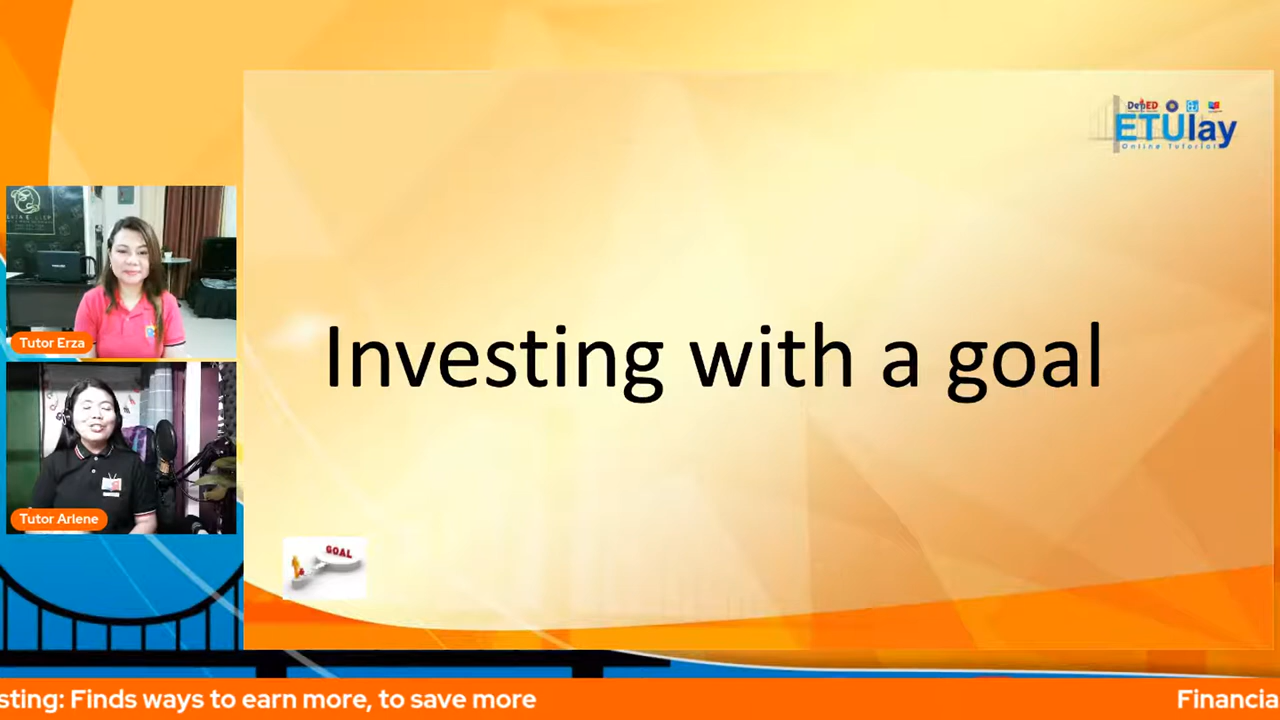 DepED
ETUlay
Online Tutorial
Investing with a goal
Tutor Erza
Tutor Arlene
GOAL
sting: Finds ways to earn more, to save more
Financia